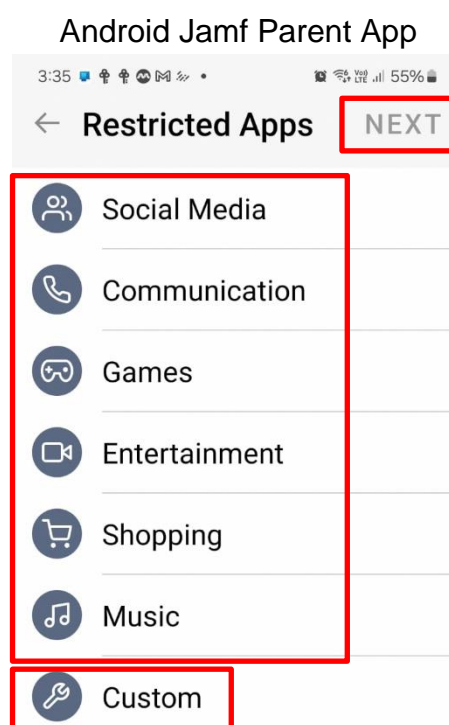 Android Jamf Parent App
3:35 55%
← Restricted Apps NEXT
Social Media
Communication
Games
Entertainment
Shopping
Music
Custom